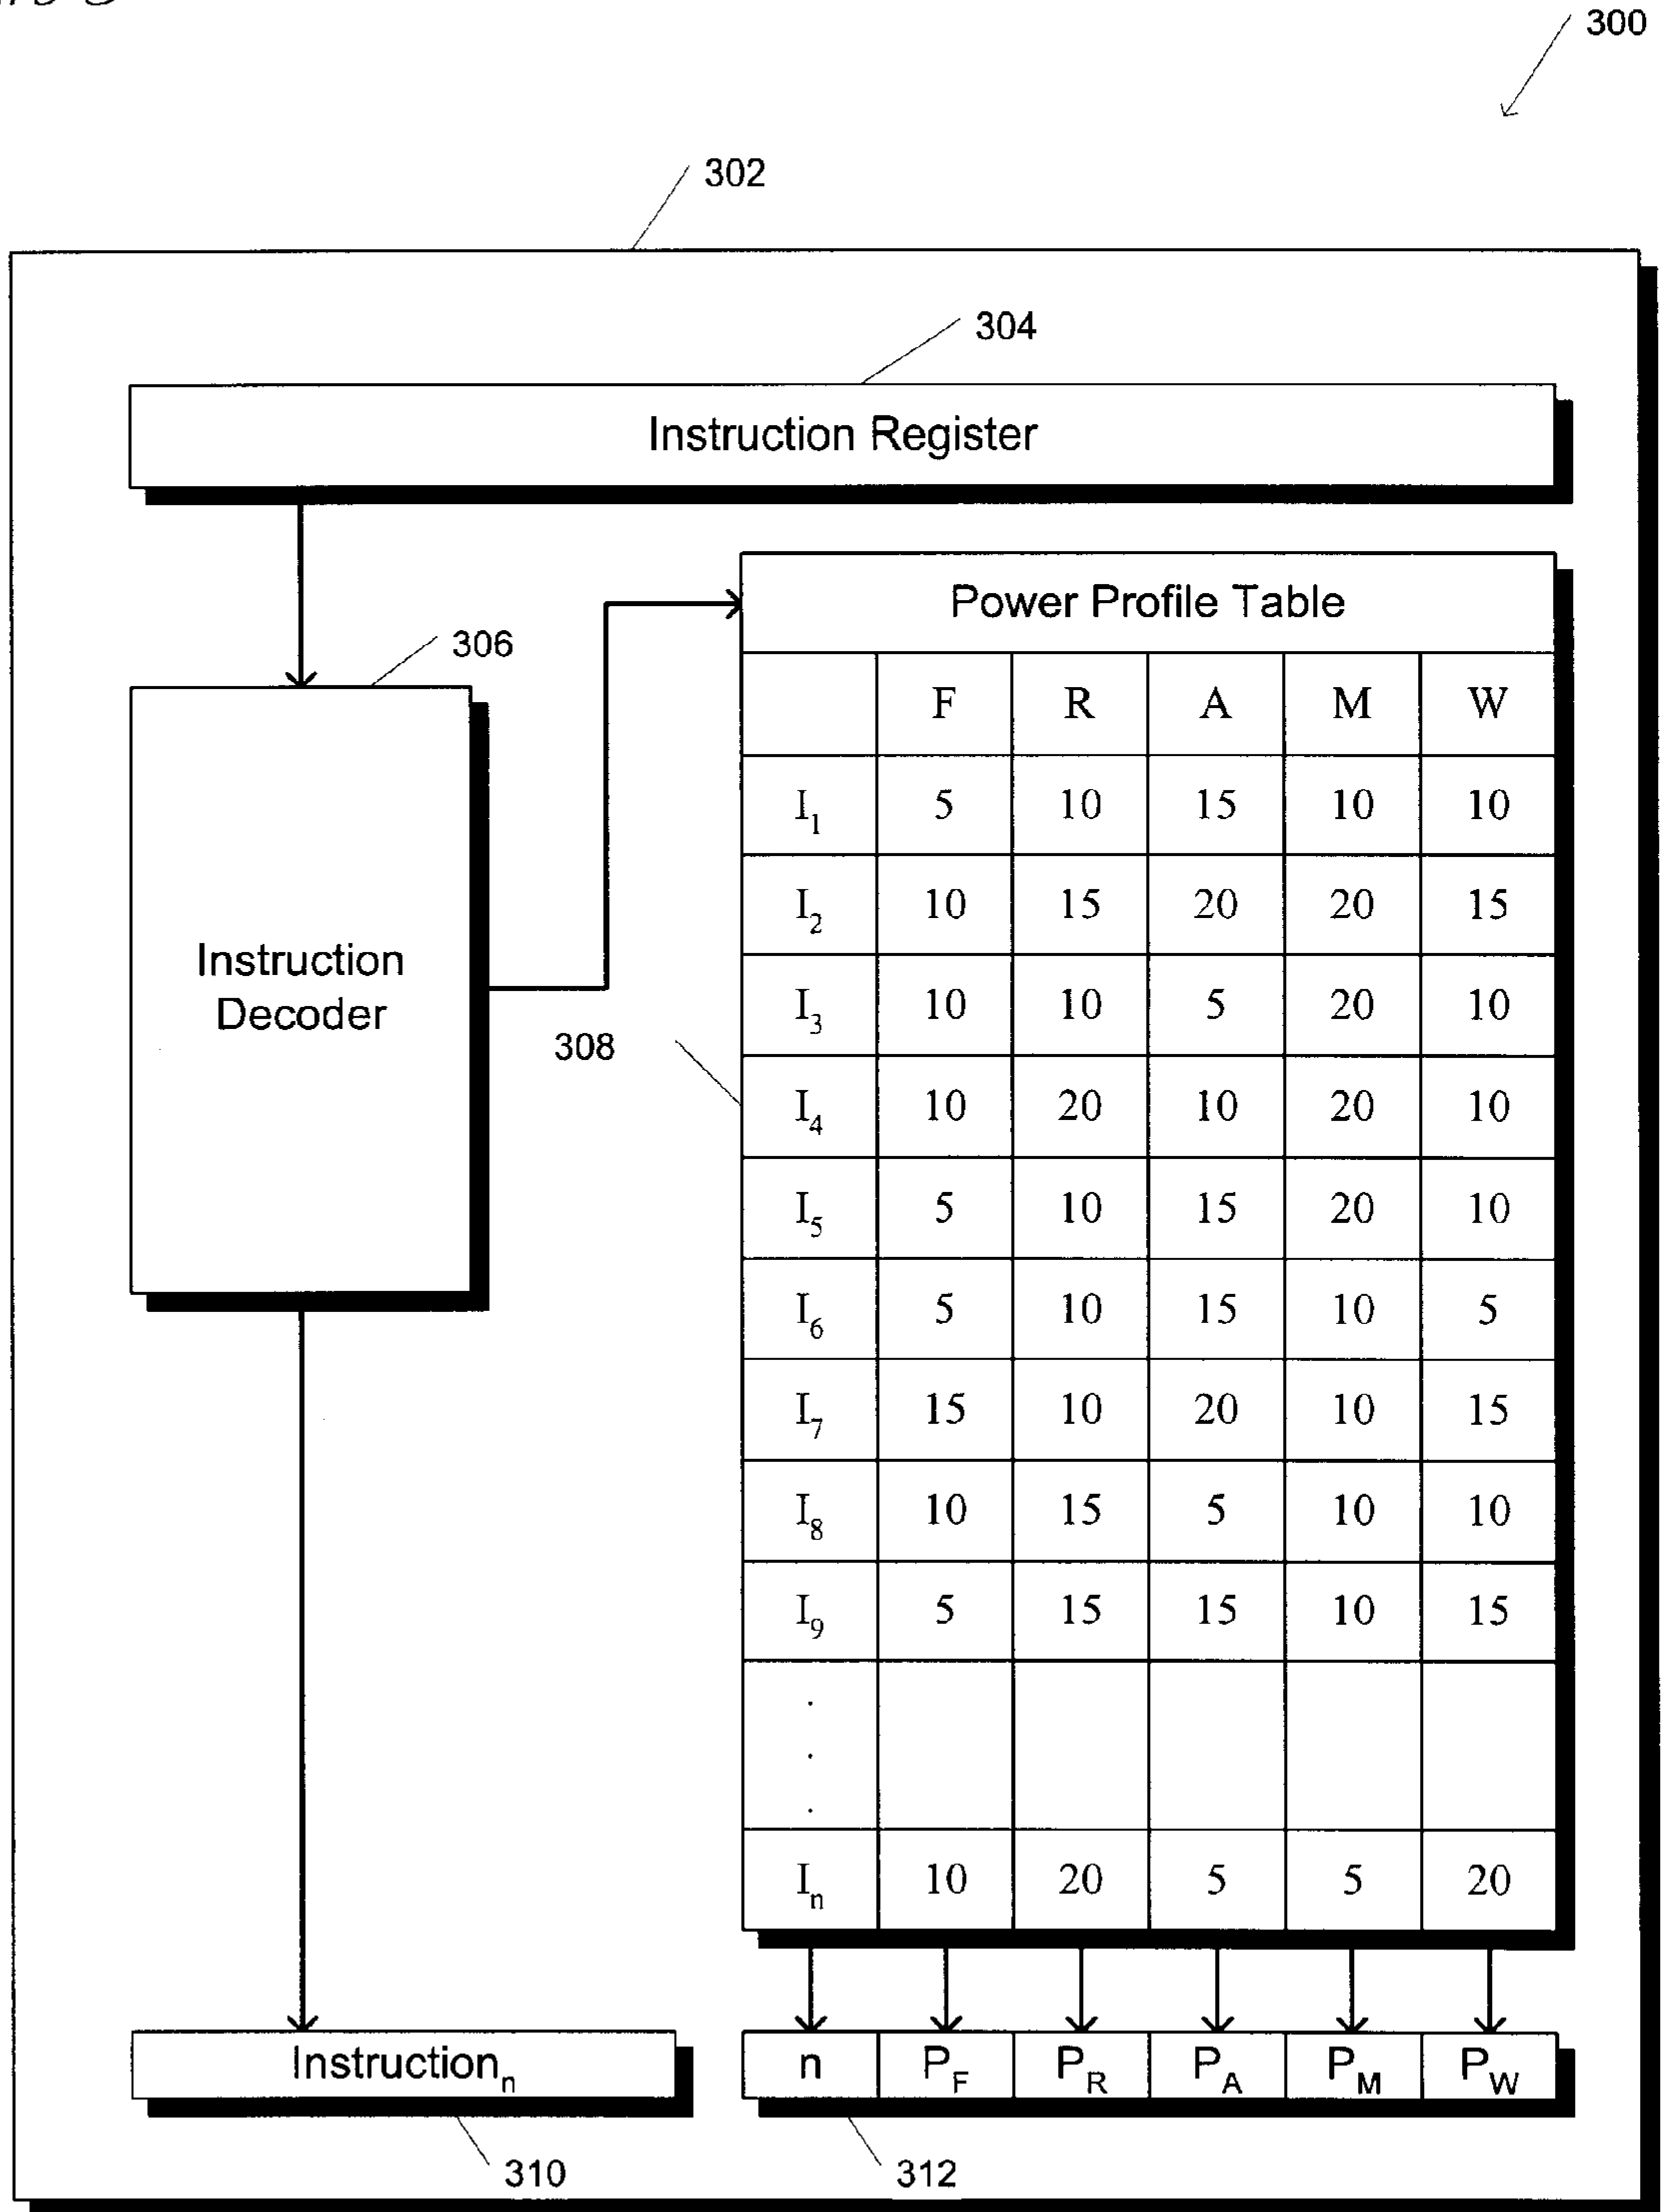 300
302
304
Instruction Register
Power Profile Table
306
F R A M W
I1 5 10 15 10 10
I2 10 15 20 20 15
Instruction
Decoder
I3 10 10 5 20 10
308
I4 10 20 10 20 10
I5 5 10 15 20 10
I6 5 10 15 10 5
I7 15 10 20 10 15
I8 10 15 5 10 10
I9 5 15 15 10 15
.
.
.
In 10 20 5 5 20
Instructionn
n PF PR PA PM PW
310
312